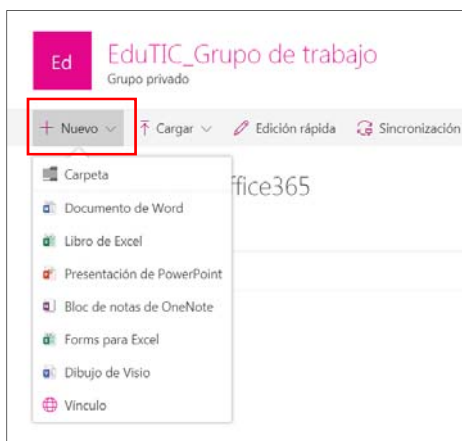 Ed
EduTIC_Grupo de trabajo
Grupo privado
+ Nuevo
Cargar
Edición rápida
Sincronización
ffice365
Carpeta
Documento de Word
Libro de Excel
Presentación de PowerPoint
Bloc de notas de OneNote
Forms para Excel
Dibujo de Visio
Vínculo